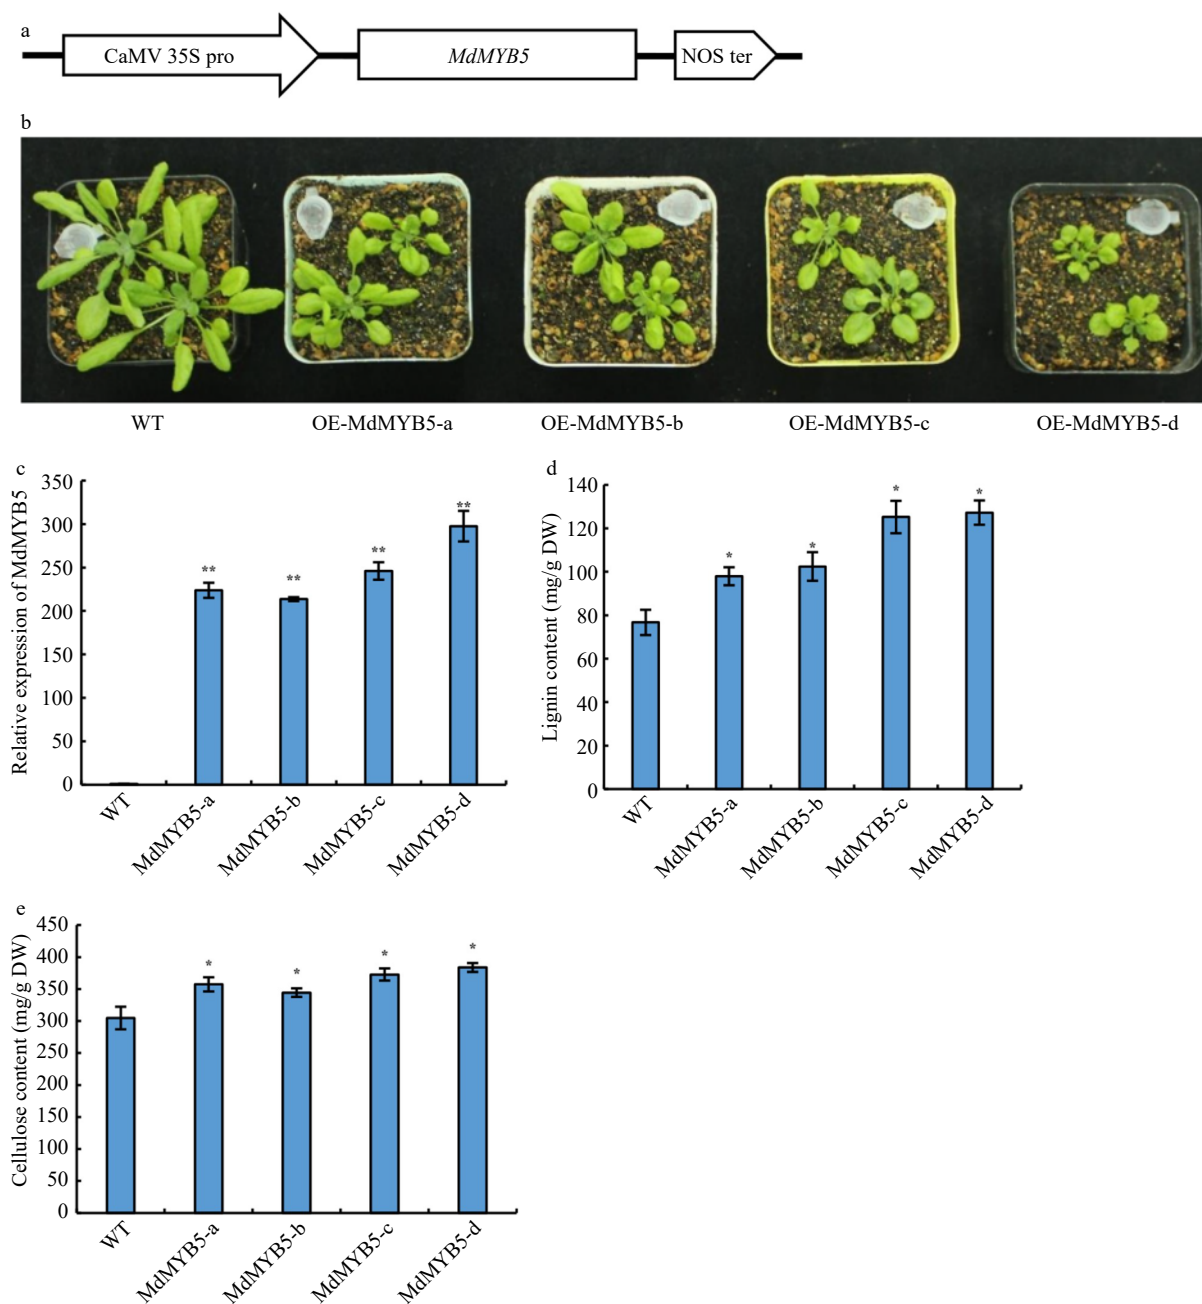 a
CaMV 35S pro MdMYB5 NOS ter
b
WT OE-MdMYB5-a OE-MdMYB5-b OE-MdMYB5-c OE-MdMYB5-d
c
Relative expression of MdMYB5
350
300
250
200
150
100
50
0
** ** ** **
WT MdMYB5-a MdMYB5-b MdMYB5-c MdMYB5-d
d
Lignin content (mg/g DW)
140
120
100
80
60
40
20
0
* * * *
WT MdMYB5-a MdMYB5-b MdMYB5-c MdMYB5-d
e
Cellulose content (mg/g DW)
450
400
350
300
250
200
150
100
50
0
* * * *
WT MdMYB5-a MdMYB5-b MdMYB5-c MdMYB5-d